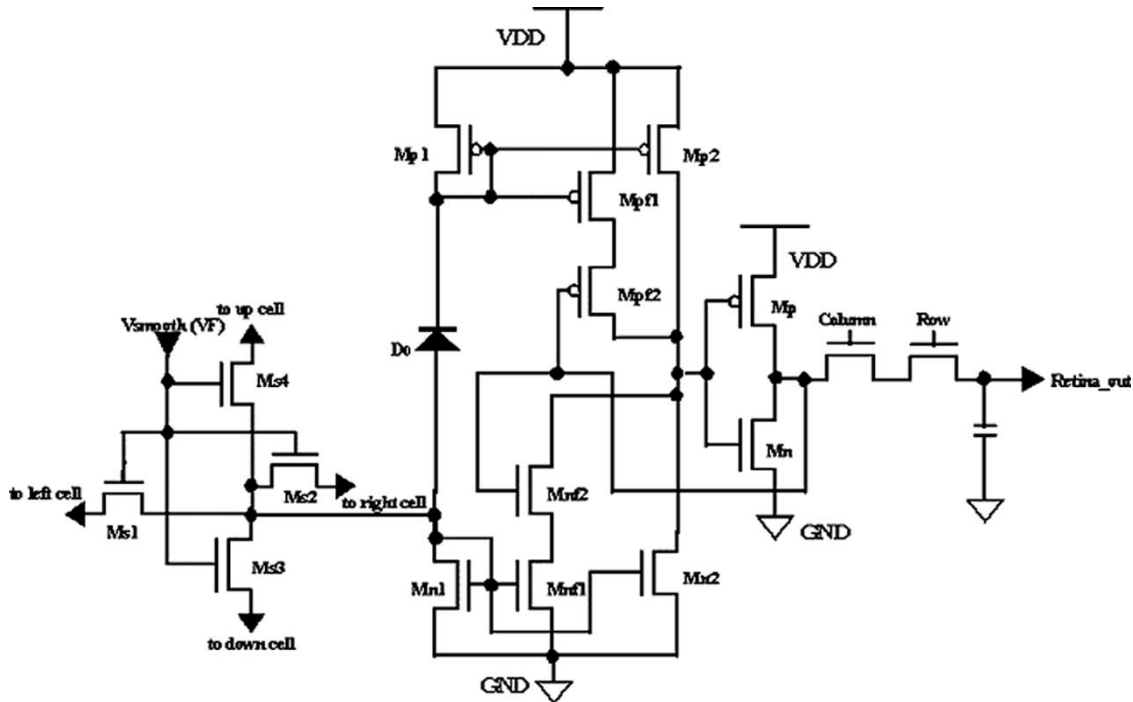 VDD
Mp1
Mp2
Mpf1
VDD
Mpf2
Mp
to up cell
Vsmooth (VF)
Column
Row
D0
Ms4
Retina_out
Mn
to left cell
Ms2
to right cell
Mnf2
Ms1
GND
Ms3
Mn1
Mnf1
Mn2
to down cell
GND